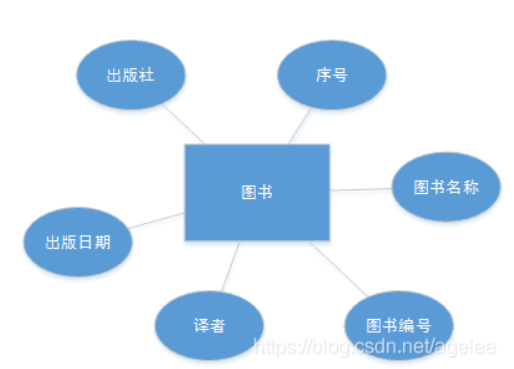 出版社
序号
图书
图书名称
出版日期
译者
图书编号
https://blog.csdn.net/agelee